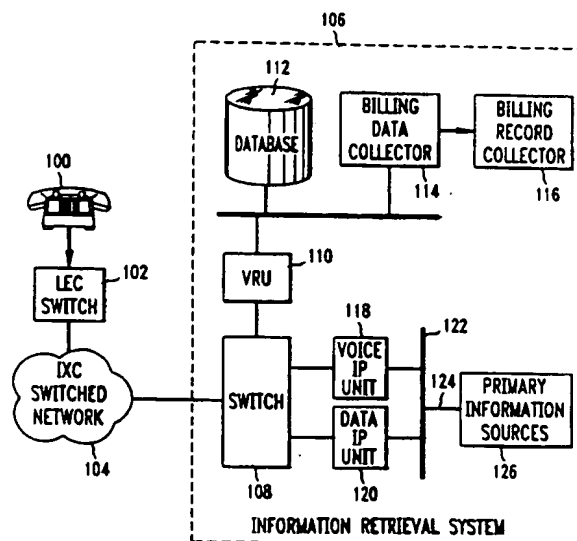 106
112
DATABASE
BILLING
DATA
COLLECTOR
114
BILLING
RECORD
COLLECTOR
116
100
LEC
SWITCH
102
VRU
110
IXC
SWITCHED
NETWORK
104
SWITCH
108
118
VOICE
IP
UNIT
DATA
IP
UNIT
120
122
124
PRIMARY
INFORMATION
SOURCES
126
INFORMATION RETRIEVAL SYSTEM